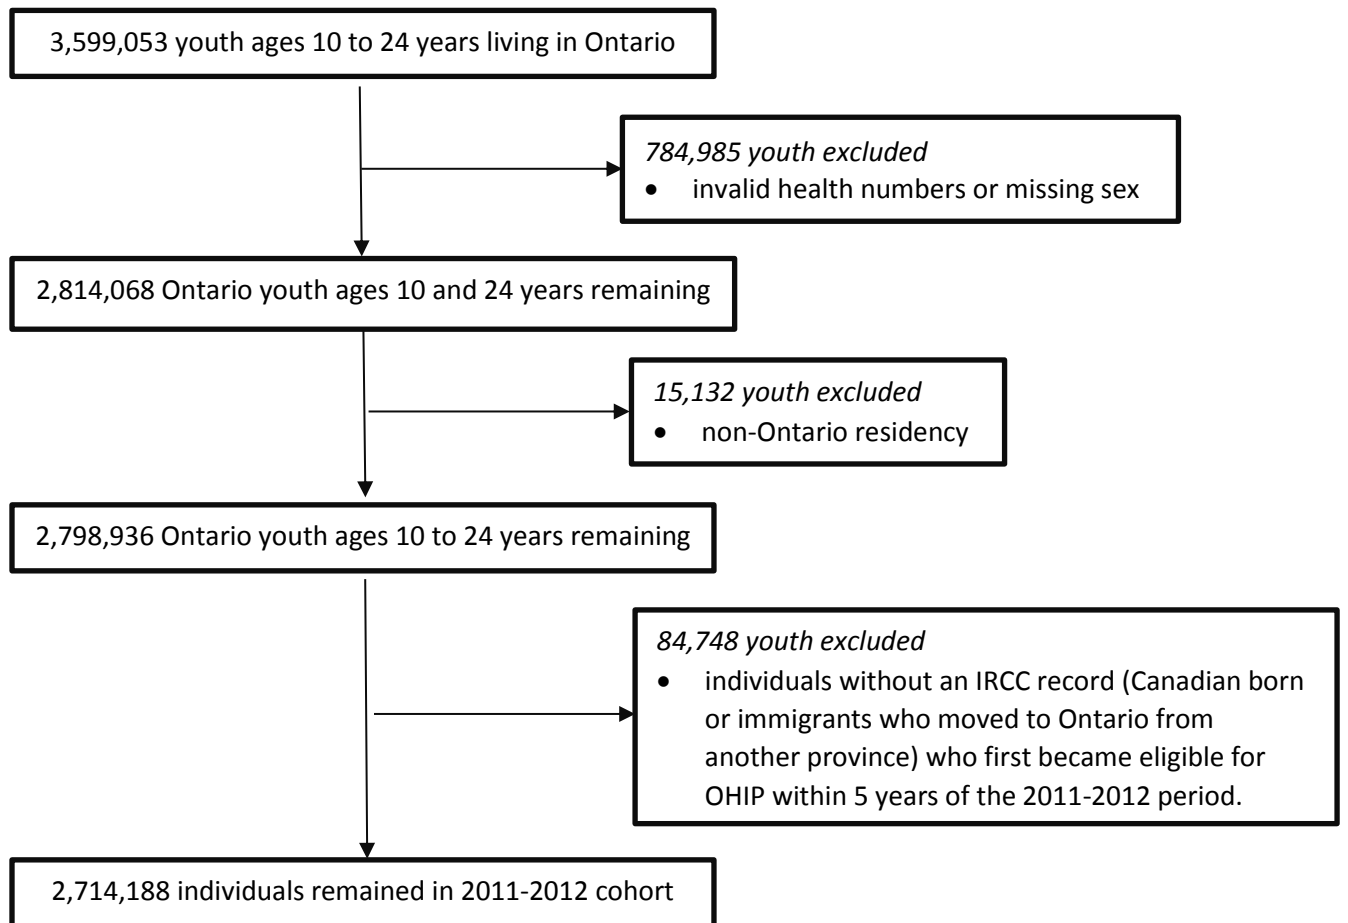 3,599,053 youth ages 10 to 24 years living in Ontario
784,985 youth excluded
• invalid health numbers or missing sex
2,814,068 Ontario youth ages 10 and 24 years remaining
15,132 youth excluded
• non-Ontario residency
2,798,936 Ontario youth ages 10 to 24 years remaining
84,748 youth excluded
• individuals without an IRCC record (Canadian born
or immigrants who moved to Ontario from
another province) who first became eligible for
OHIP within 5 years of the 2011-2012 period.
2,714,188 individuals remained in 2011-2012 cohort